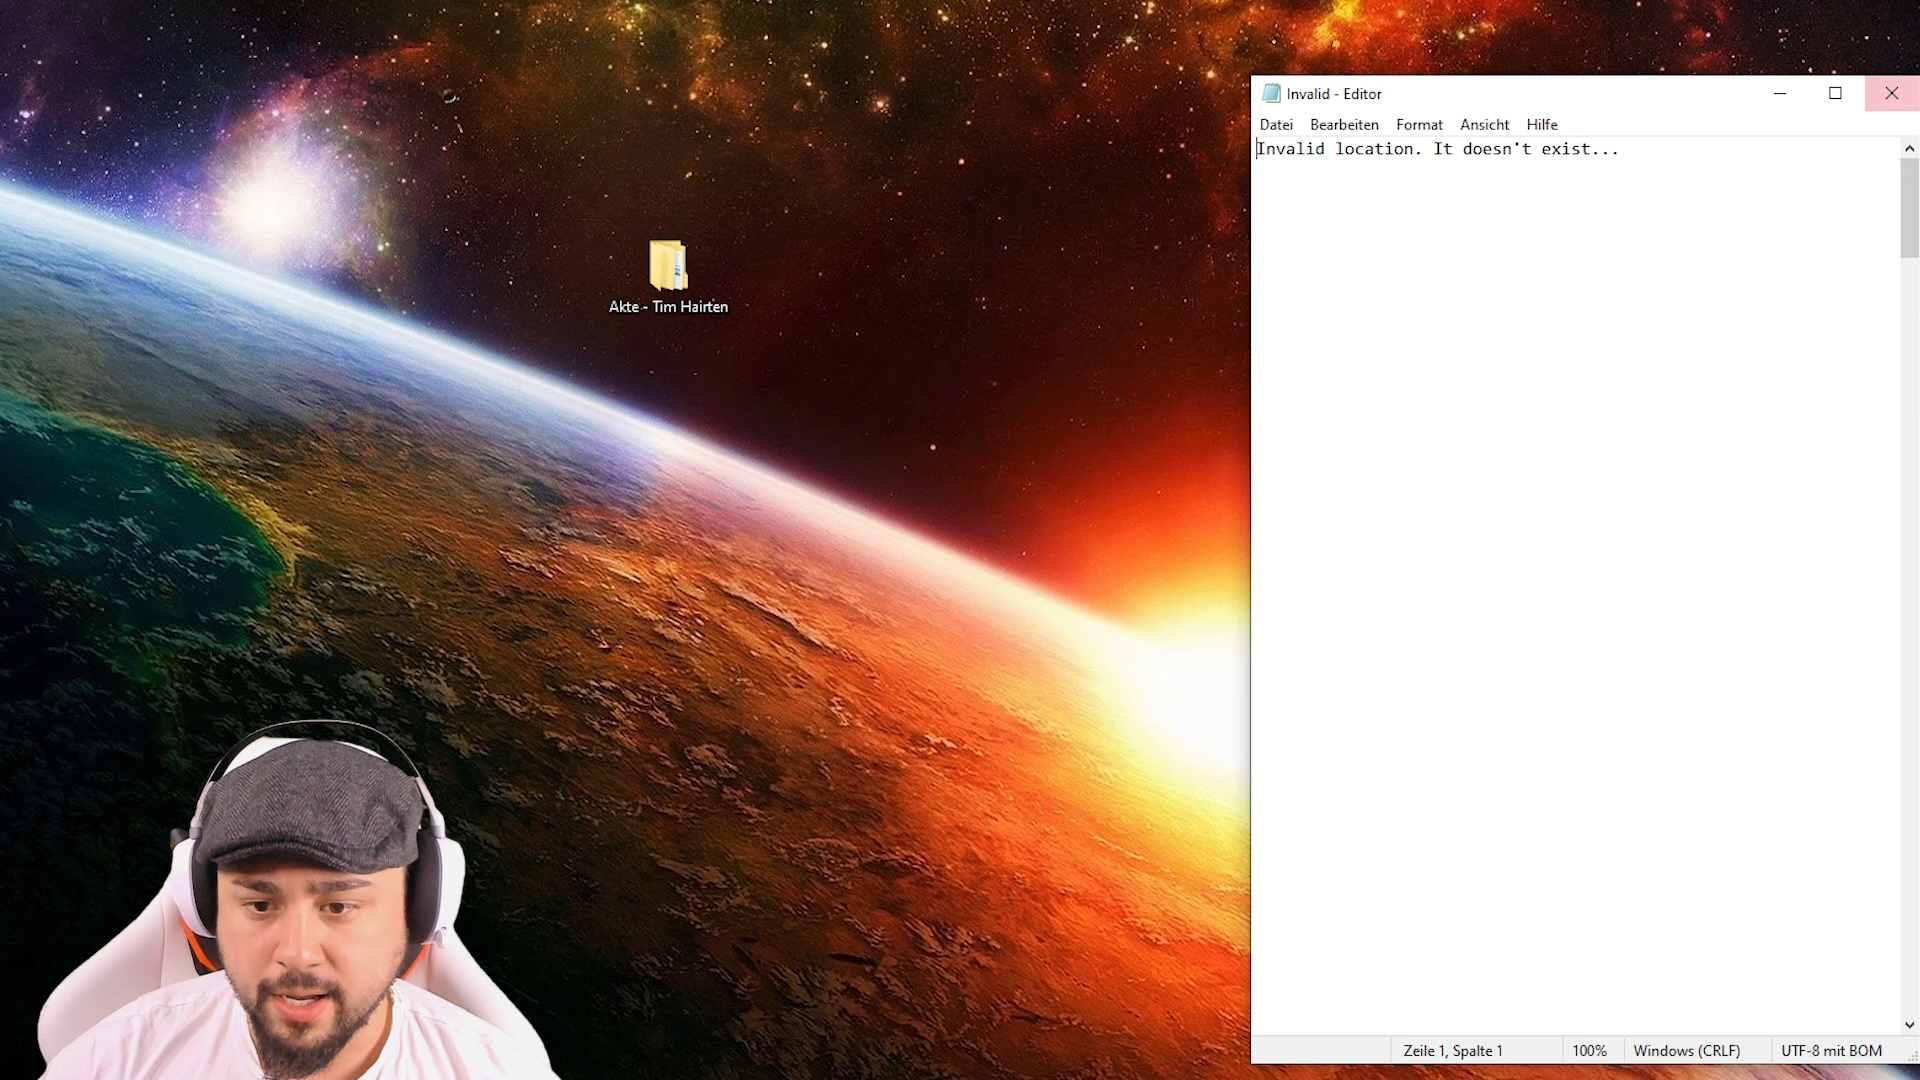 Invalid - Editor
Datei Bearbeiten Format Ansicht Hilfe
Invalid location. It doesn't exist...
Akte - Tim Hairten
Zeile 1, Spalte 1 100% Windows (CRLF) UTF-8 mit BOM